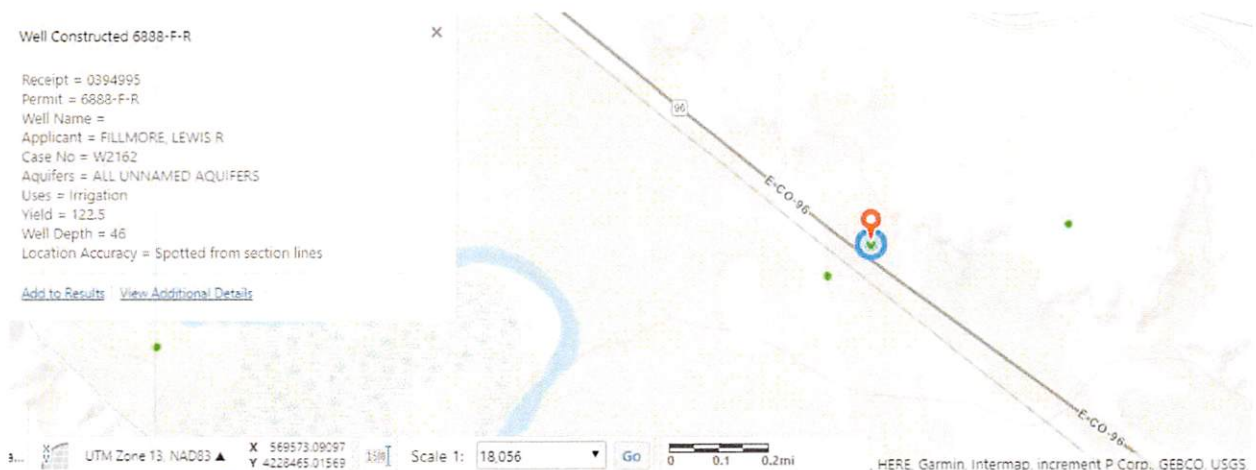 Well Constructed 6888-F-R
×
Receipt = 0394995
Permit = 6888-F-R
Well Name =
Applicant = FILLMORE, LEWIS R
Case No = W2162
Aquifers = ALL UNNAMED AQUIFERS
Uses = Irrigation
Yield = 122.5
Well Depth = 46
Location Accuracy = Spotted from section lines
Add to Results View Additional Details
96
E-CO-96
E-CO-96
a... UTM Zone 13, NAD83 ▲ X 569573.09097
Y 4228465.01569
Scale 1: 18,056 ▼ Go
0 0.1 0.2mi
, HERE, Garmin, Intermap, increment P Corp., GEBCO, USGS